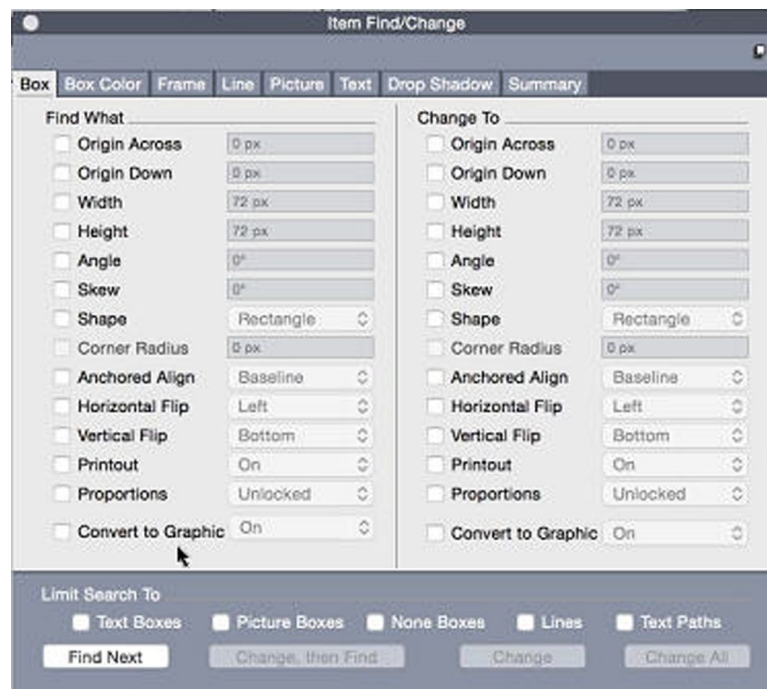 Item Find/Change
Box Box Color Frame Line Picture Text Drop Shadow Summary
Find What
Origin Across 0 px
Origin Down 0 px
Width 72 px
Height 72 px
Angle 0°
Skew 0°
Shape Rectangle
Corner Radius 0 px
Anchored Align Baseline
Horizontal Flip Left
Vertical Flip Bottom
Printout On
Proportions Unlocked
Convert to Graphic On
Change To
Origin Across 0 px
Origin Down 0 px
Width 72 px
Height 72 px
Angle 0°
Skew 0°
Shape Rectangle
Corner Radius 0 px
Anchored Align Baseline
Horizontal Flip Left
Vertical Flip Bottom
Printout On
Proportions Unlocked
Convert to Graphic On
Limit Search To
Text Boxes Picture Boxes None Boxes Lines Text Paths
Find Next Change, then Find Change Change All